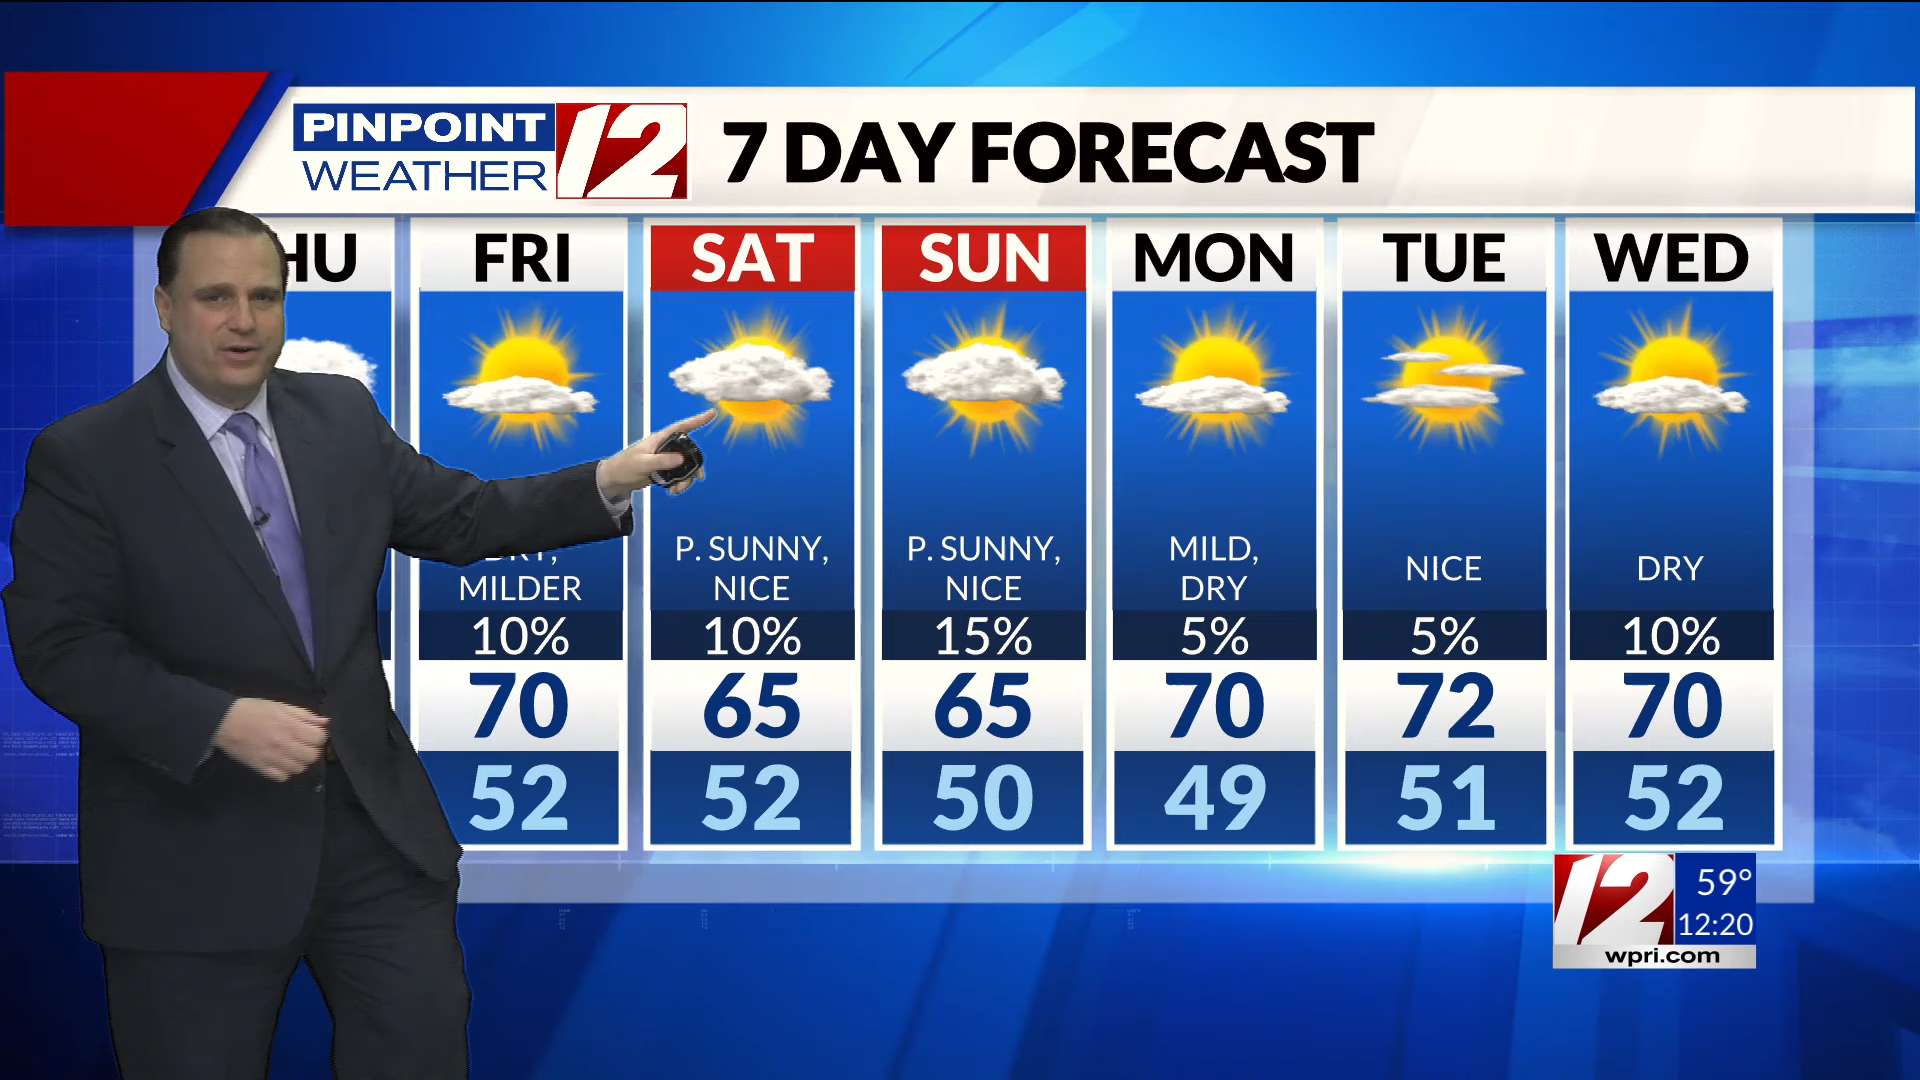 PINPOINT
WEATHER
12
7 DAY FORECAST
HU
FRI
SAT
SUN
MON
TUE
WED
DRY,
MILDER
P. SUNNY,
NICE
P. SUNNY,
NICE
MILD,
DRY
NICE
DRY
10%
10%
15%
5%
5%
10%
70
65
65
70
72
70
52
52
50
49
51
52
12
59°
12:20
wpri.com